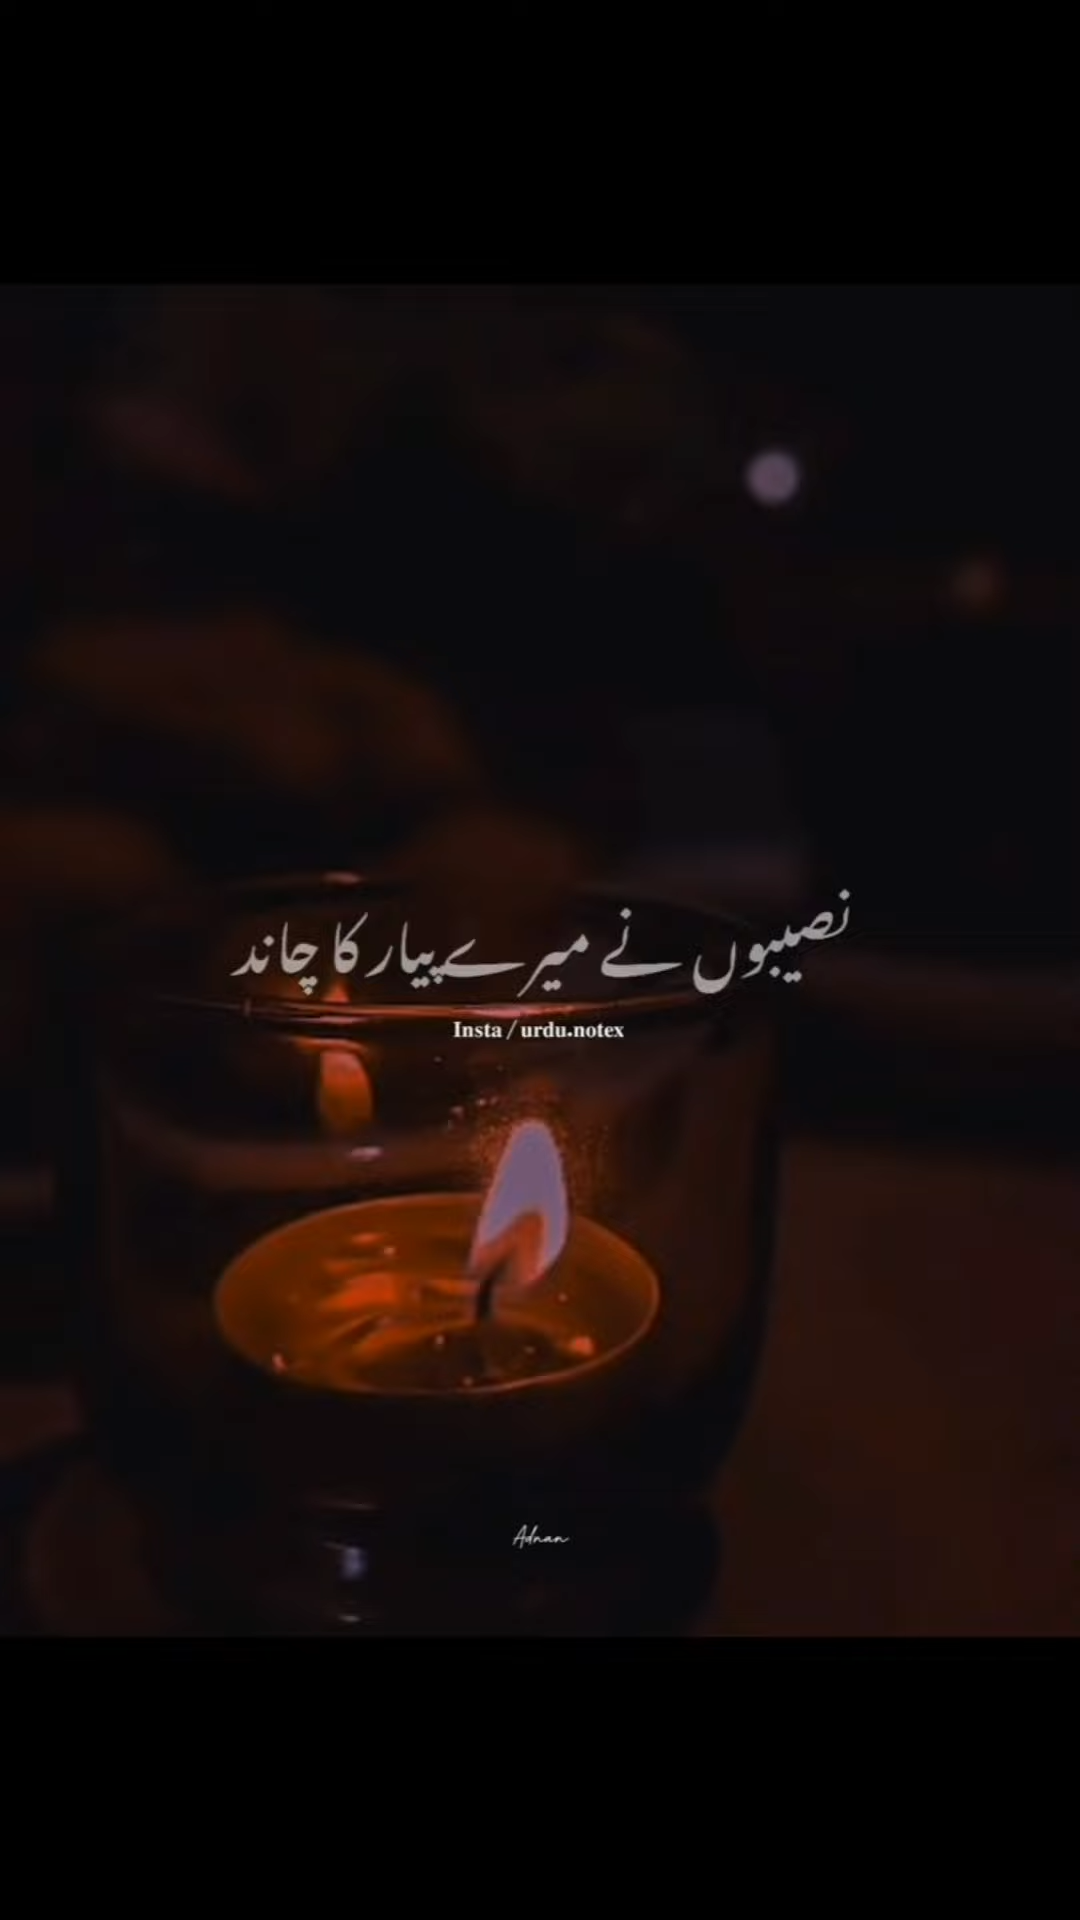 نصیبوں نے میرے پیار کا چاند
Insta / urdu.notex
Adnan